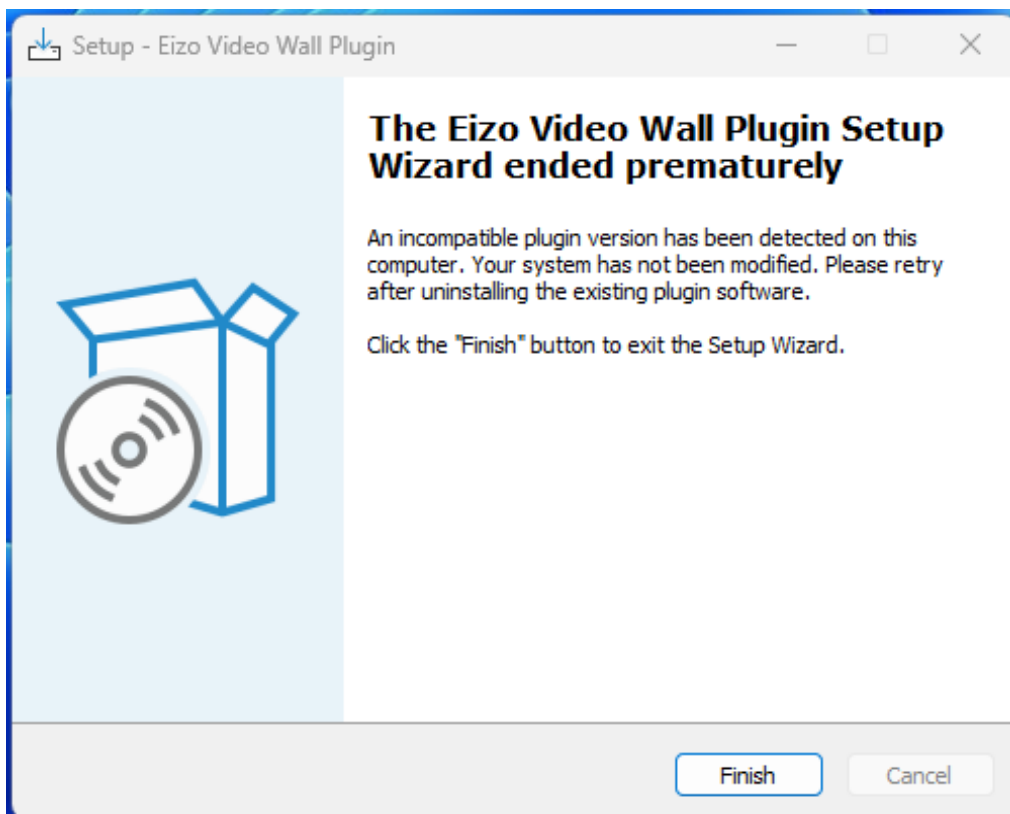 Setup - Eizo Video Wall Plugin
The Eizo Video Wall Plugin Setup
Wizard ended prematurely
An incompatible plugin version has been detected on this
computer. Your system has not been modified. Please retry
after uninstalling the existing plugin software.
Click the "Finish" button to exit the Setup Wizard.
Finish
Cancel